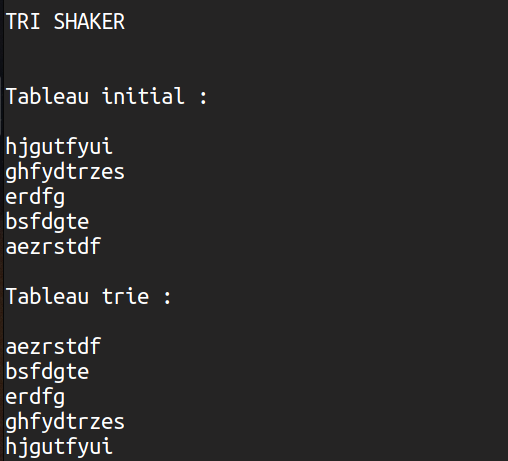 TRI SHAKER
Tableau initial :
hjgutfyui
ghfydtrzes
erdfg
bsfdgte
aezrstdf
Tableau trie :
aezrstdf
bsfdgte
erdfg
ghfydtrzes
hjgutfyui